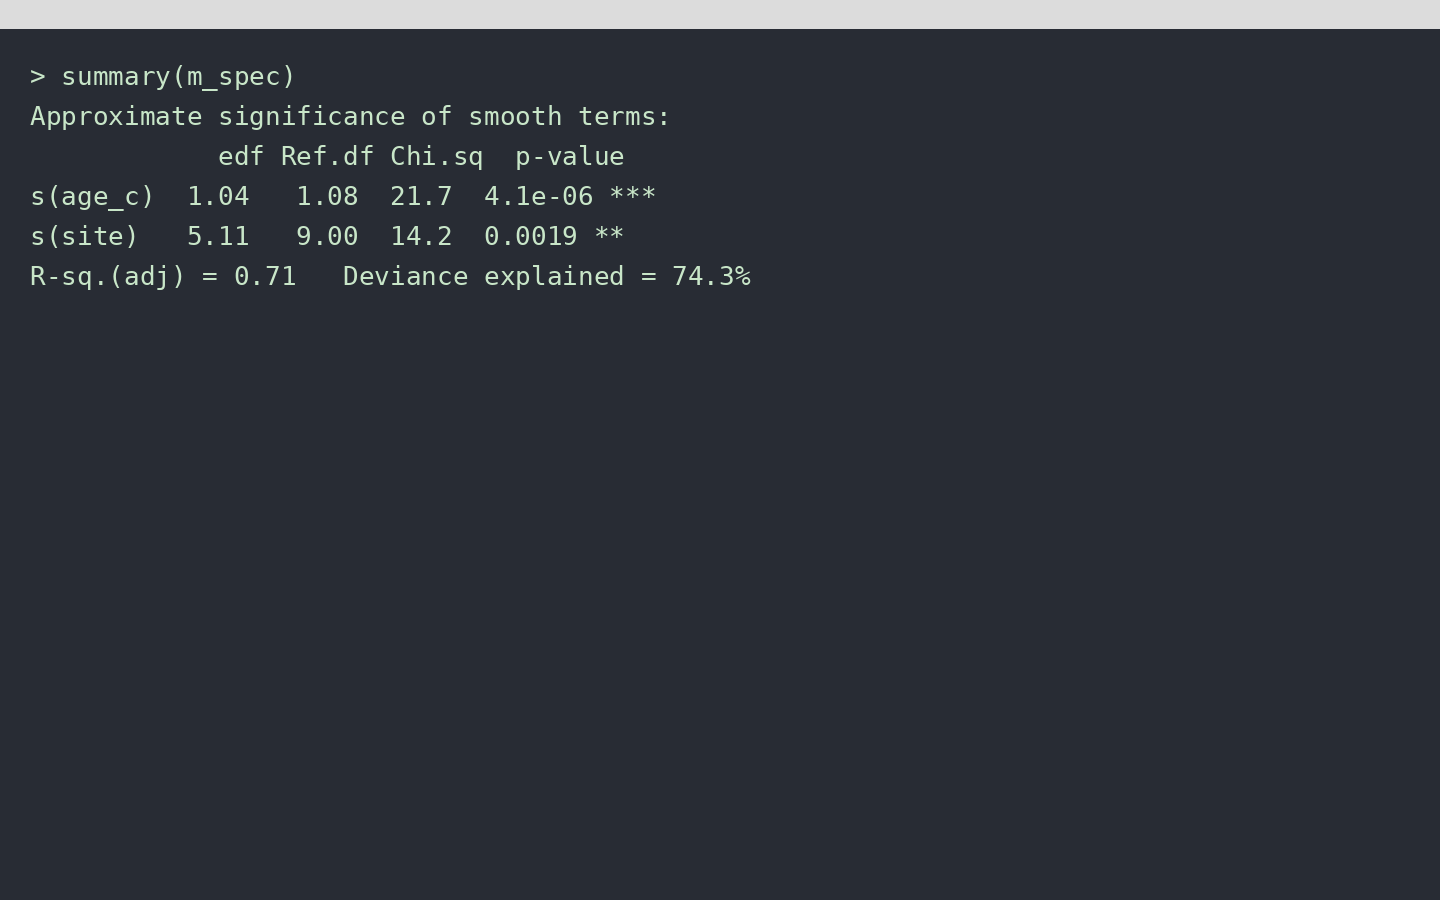 > summary(m_spec)
Approximate significance of smooth terms:
            edf Ref.df Chi.sq  p-value
s(age_c)  1.04   1.08  21.7  4.1e-06 ***
s(site)   5.11   9.00  14.2  0.0019 **
R-sq.(adj) = 0.71   Deviance explained = 74.3%